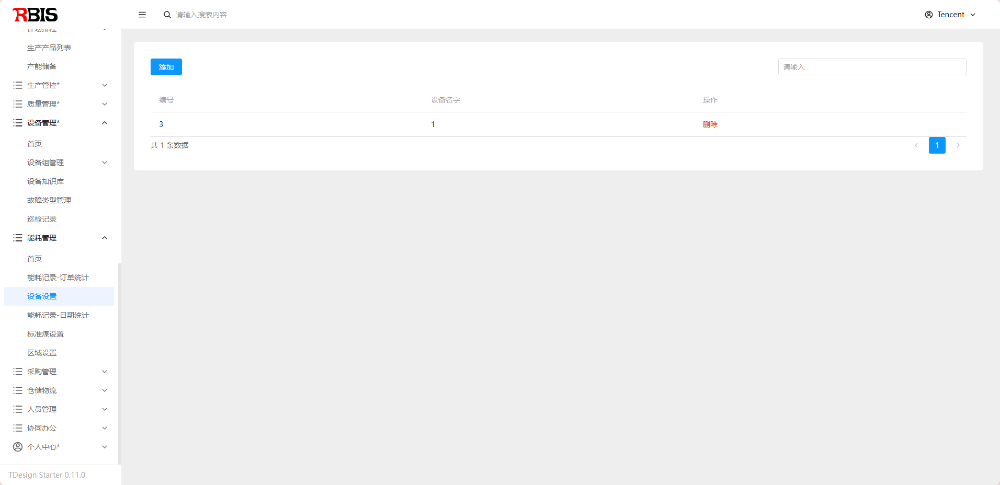 RBIS
请输入搜索内容
Tencent
计划排程
生产产品列表
产能储备
生产管控*
质量管理*
设备管理*
首页
设备组管理
设备知识库
故障类型管理
巡检记录
能耗管理
首页
能耗记录-订单统计
设备设置
能耗记录-日期统计
标准煤设置
区域设置
采购管理
仓储物流
人员管理
协同办公
个人中心*
TDesign Starter 0.11.0
添加
请输入
编号 设备名字 操作
3 1 删除
共 1 条数据
1